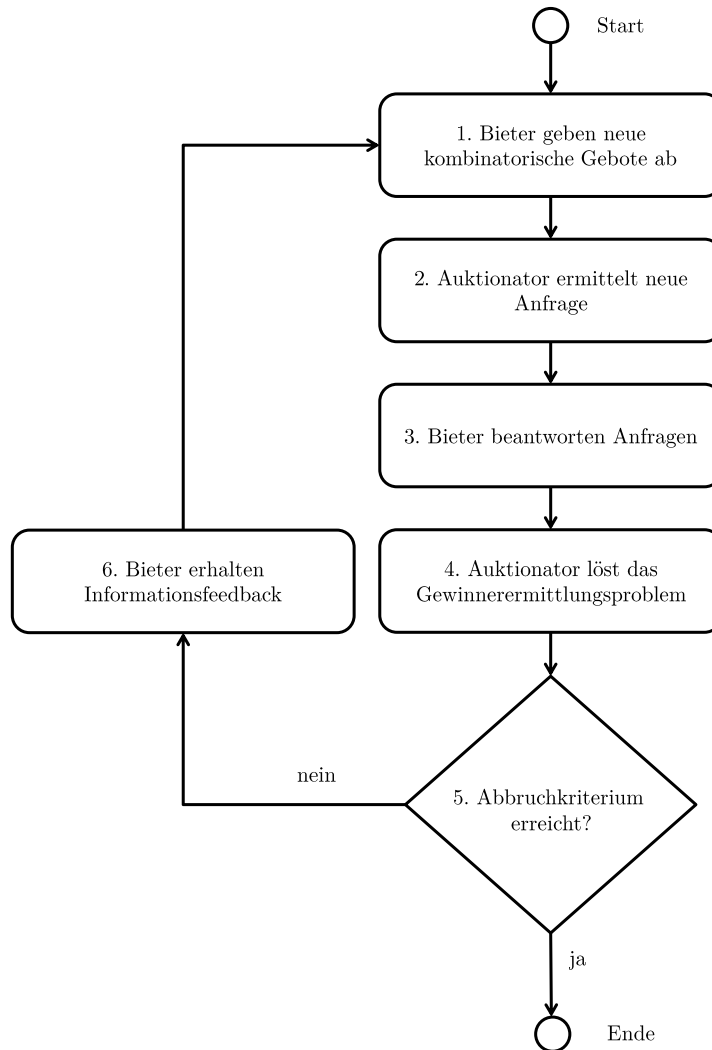 Start
1. Bieter geben neue
kombinatorische Gebote ab
2. Auktionator ermittelt neue
Anfrage
3. Bieter beantworten Anfragen
4. Auktionator löst das
Gewinnerermittlungsproblem
6. Bieter erhalten
Informationsfeedback
nein
5. Abbruchkriterium
erreicht?
ja
Ende